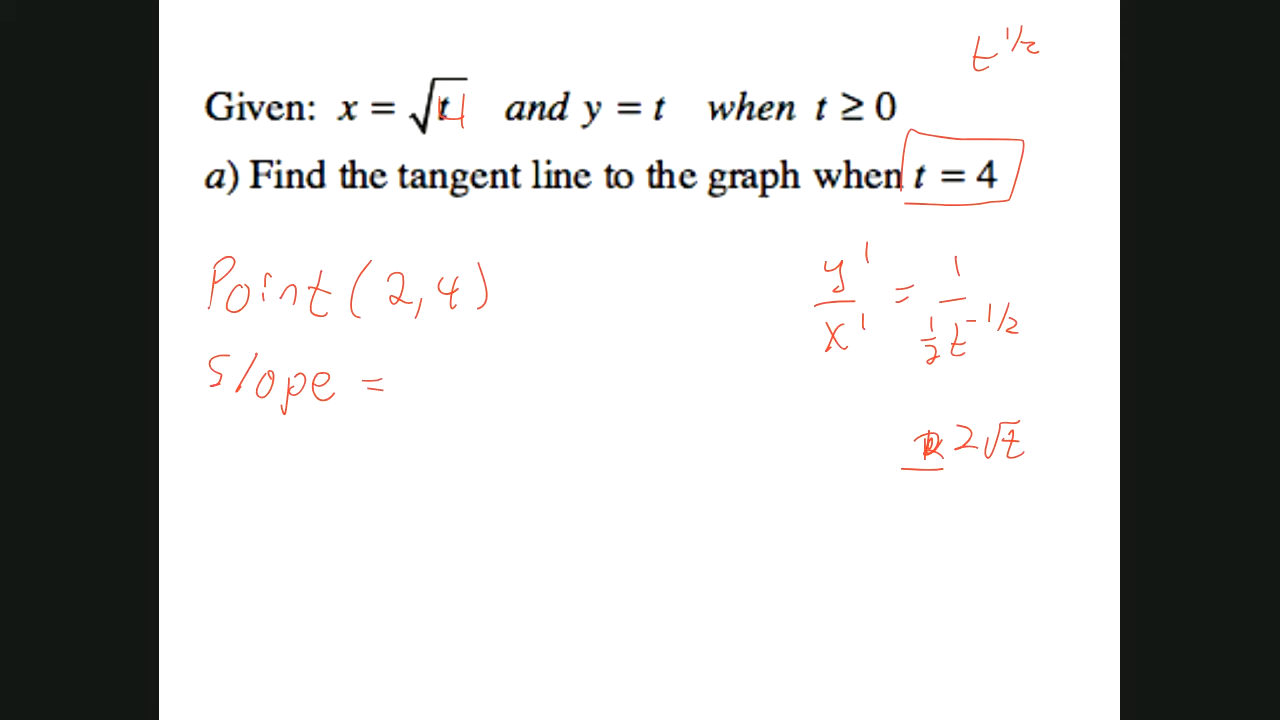 t^1/2
Given: x = √t 4 and y = t when t ≥ 0
a) Find the tangent line to the graph when t = 4
Point (2,4)
Slope =
y'/x' = 1/(1/2 t^-1/2)
2√t